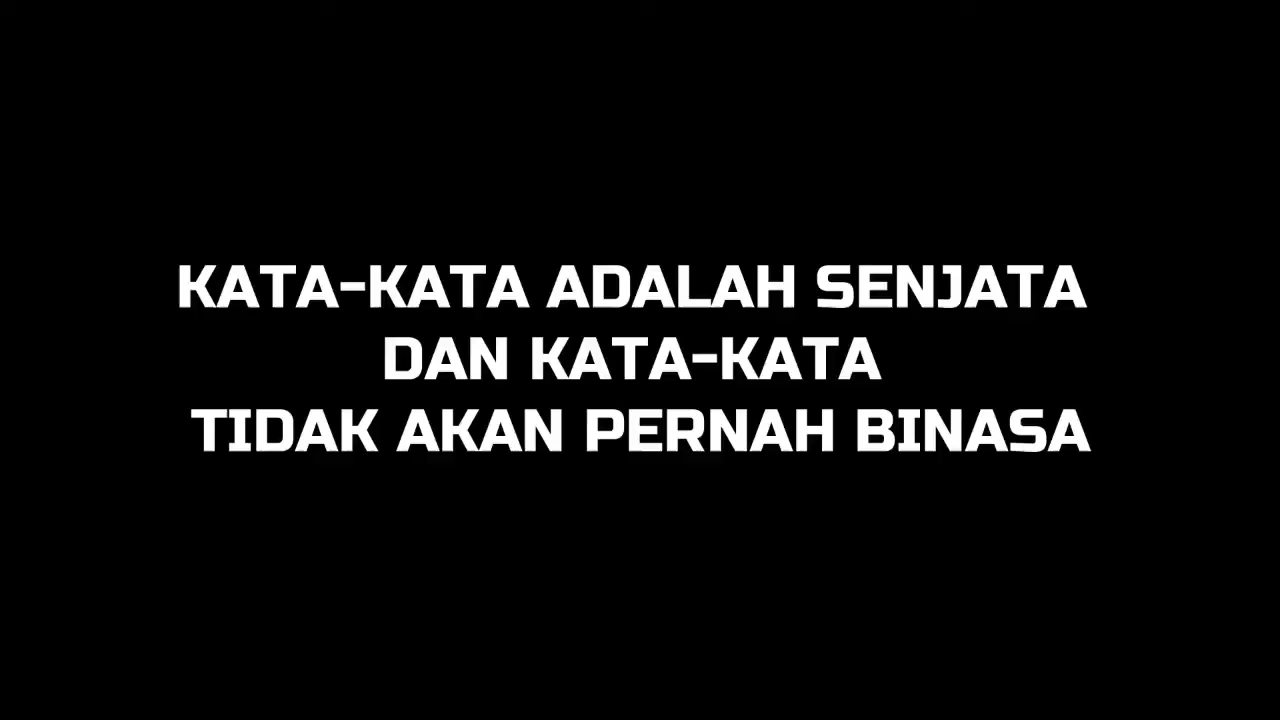 KATA-KATA ADALAH SENJATA
DAN KATA-KATA
TIDAK AKAN PERNAH BINASA